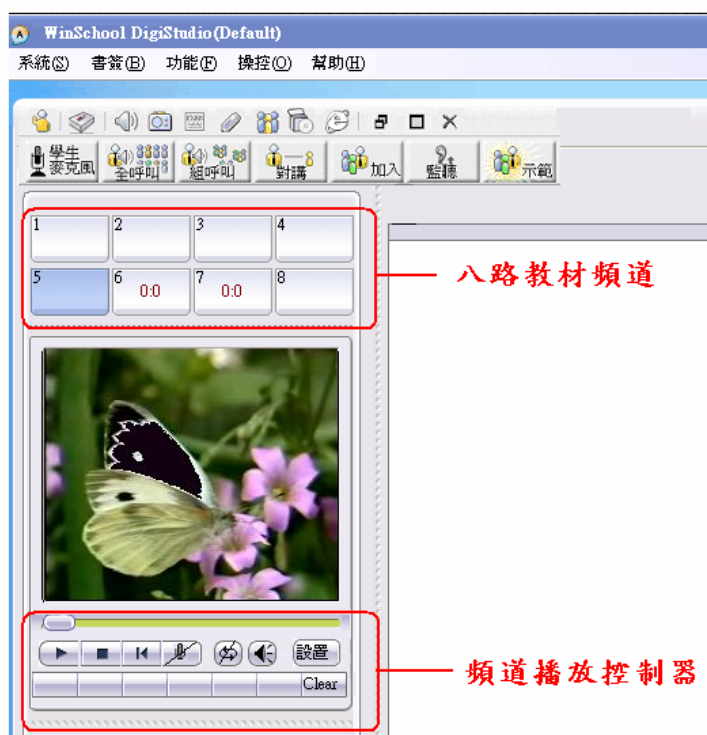 WinSchool DigiStudio(Default)
系統(S) 書簽(B) 功能(F) 操控(O) 幫助(H)
學生麥克風 全呼叫 組呼叫 對講 加入 監聽 示範
1 2 3 4
5 6 0:0 7 0:0 8
八路教材頻道
設置
Clear
頻道播放控制器